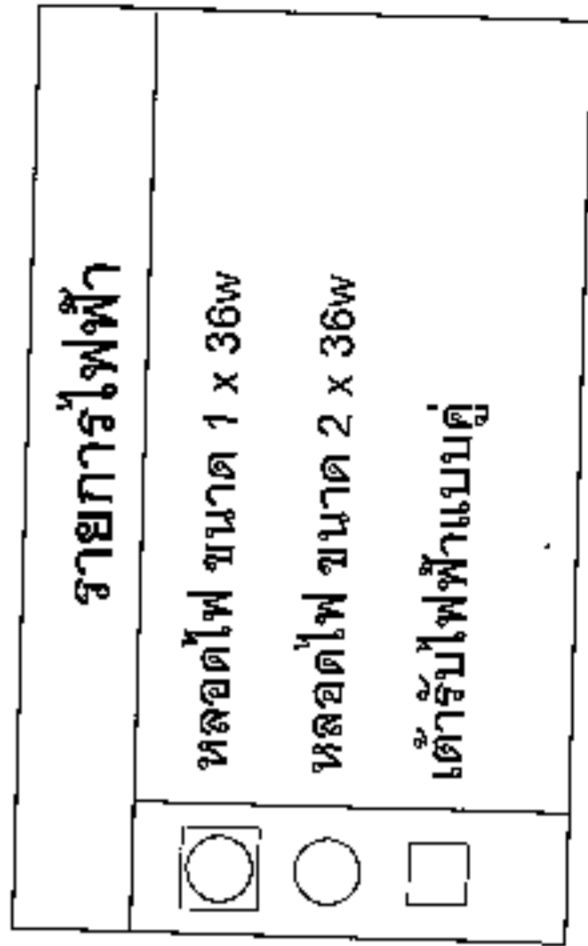 รายการไฟฟ้า
หลอดไฟ ขนาด 1 x 36w
หลอดไฟ ขนาด 2 x 36w
เต้ารับไฟฟ้าแบบคู่